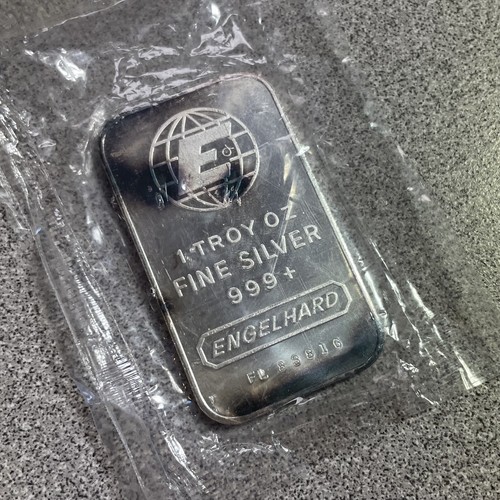 E
1 TROY OZ
FINE SILVER
999+
ENGELHARD